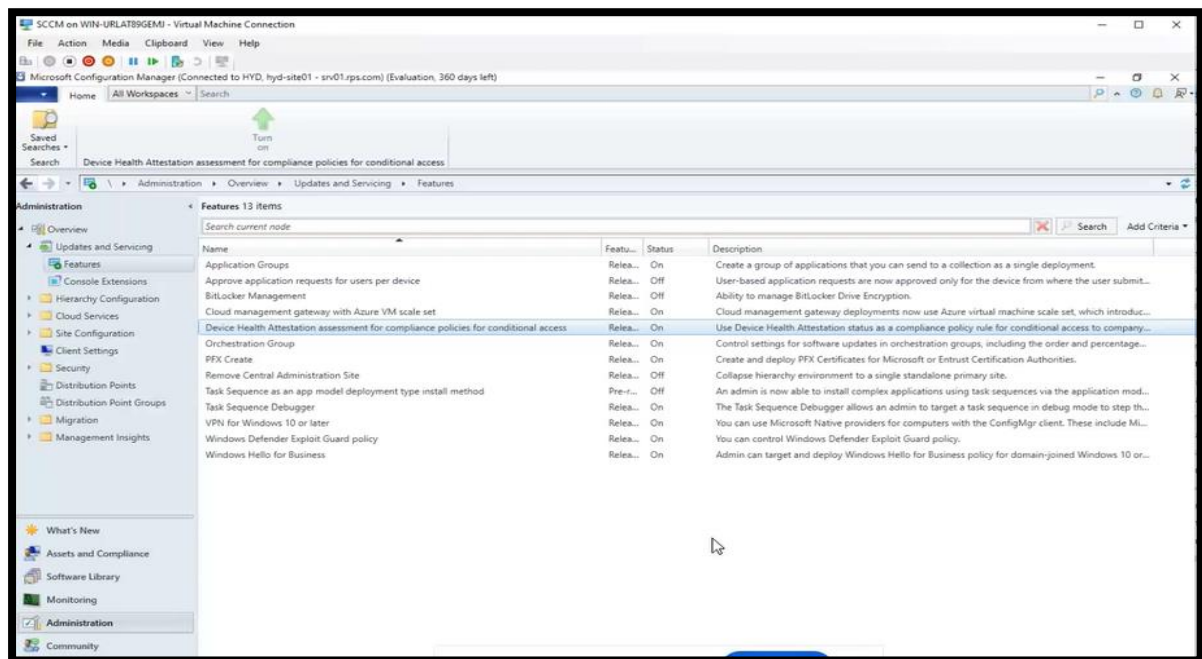 SCCM on WIN-URLAT89GEMJ - Virtual Machine Connection
File Action Media Clipboard View Help
Microsoft Configuration Manager (Connected to HYD, hyd-site01 - srv01.rps.com) (Evaluation, 360 days left)
Home All Workspaces Search
Saved Searches
Turn on
Search Device Health Attestation assessment for compliance policies for conditional access
\ Administration Overview Updates and Servicing Features
Administration
Overview
Updates and Servicing
Features
Console Extensions
Hierarchy Configuration
Cloud Services
Site Configuration
Client Settings
Security
Distribution Points
Distribution Point Groups
Migration
Management Insights
What's New
Assets and Compliance
Software Library
Monitoring
Administration
Community
Features 13 items
Search current node Search Add Criteria
Name Featu... Status Description
Application Groups Relea... On Create a group of applications that you can send to a collection as a single deployment.
Approve application requests for users per device Relea... Off User-based application requests are now approved only for the device from where the user submit...
BitLocker Management Relea... Off Ability to manage BitLocker Drive Encryption.
Cloud management gateway with Azure VM scale set Relea... On Cloud management gateway deployments now use Azure virtual machine scale set, which introduc...
Device Health Attestation assessment for compliance policies for conditional access Relea... On Use Device Health Attestation status as a compliance policy rule for conditional access to company...
Orchestration Group Relea... On Control settings for software updates in orchestration groups, including the order and percentage...
PFX Create Relea... On Create and deploy PFX Certificates for Microsoft or Entrust Certification Authorities.
Remove Central Administration Site Relea... Off Collapse hierarchy environment to a single standalone primary site.
Task Sequence as an app model deployment type install method Pre-r... Off An admin is now able to install complex applications using task sequences via the application mod...
Task Sequence Debugger Relea... On The Task Sequence Debugger allows an admin to target a task sequence in debug mode to step th...
VPN for Windows 10 or later Relea... On You can use Microsoft Native providers for computers with the ConfigMgr client. These include Mi...
Windows Defender Exploit Guard policy Relea... On You can control Windows Defender Exploit Guard policy.
Windows Hello for Business Relea... On Admin can target and deploy Windows Hello for Business policy for domain-joined Windows 10 or...